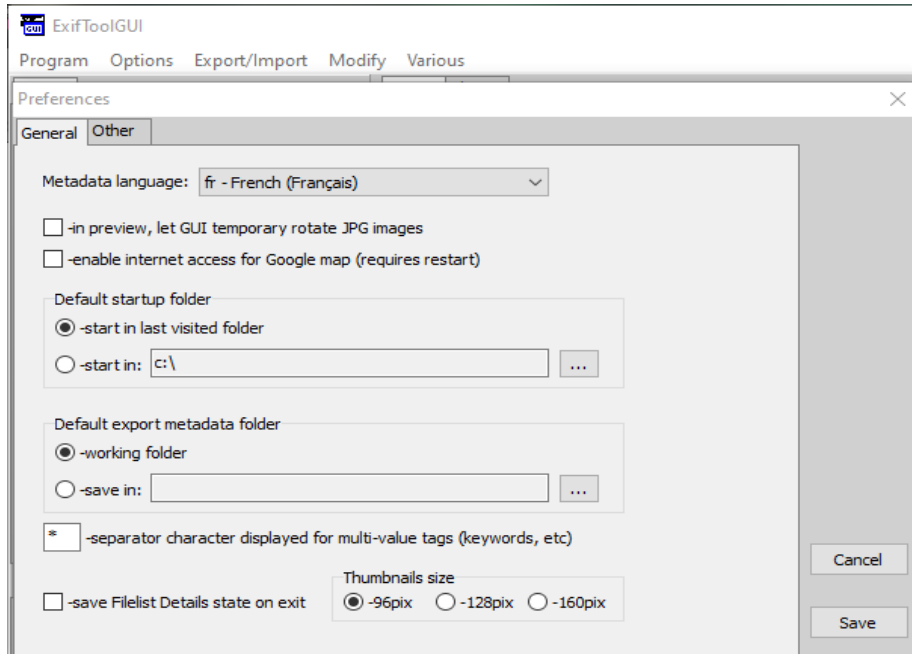 GUI ExifToolGUI
Program Options Export/Import Modify Various
Preferences
General Other
Metadata language: fr - French (Français)
-in preview, let GUI temporary rotate JPG images
-enable internet access for Google map (requires restart)
Default startup folder
-start in last visited folder
-start in: c:\ ...
Default export metadata folder
-working folder
-save in: ...
* -separator character displayed for multi-value tags (keywords, etc)
Cancel
Thumbnails size
-save Filelist Details state on exit -96pix -128pix -160pix
Save